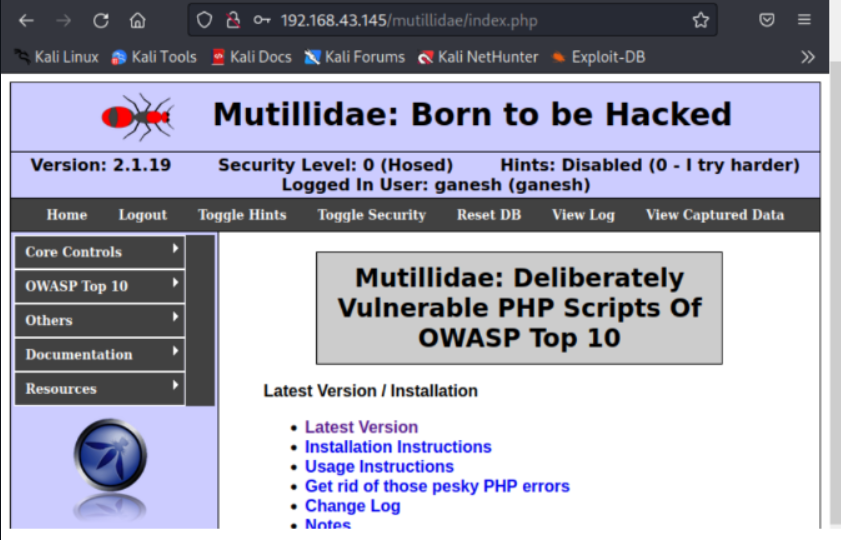 192.168.43.145/mutillidae/index.php
Kali Linux Kali Tools Kali Docs Kali Forums Kali NetHunter Exploit-DB
Mutillidae: Born to be Hacked
Version: 2.1.19 Security Level: 0 (Hosed) Hints: Disabled (0 - I try harder)
Logged In User: ganesh (ganesh)
Home Logout Toggle Hints Toggle Security Reset DB View Log View Captured Data
Core Controls
OWASP Top 10
Others
Documentation
Resources
Mutillidae: Deliberately
Vulnerable PHP Scripts Of
OWASP Top 10
Latest Version / Installation
Latest Version
Installation Instructions
Usage Instructions
Get rid of those pesky PHP errors
Change Log
Notes